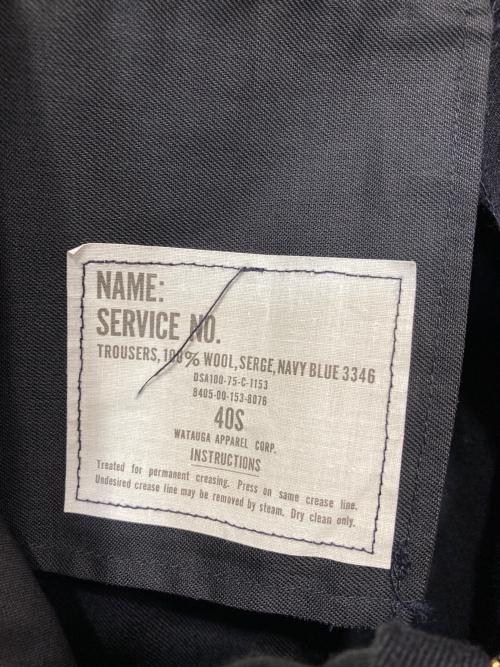 NAME:
SERVICE NO.
TROUSERS, 100% WOOL, SERGE, NAVY BLUE 3346
DSA100-75-C-1153
8405-00-153-8076
40S
WATAUGA APPAREL CORP.
INSTRUCTIONS
Treated for permanent creasing. Press on same crease line.
Undesired crease line may be removed by steam. Dry clean only.